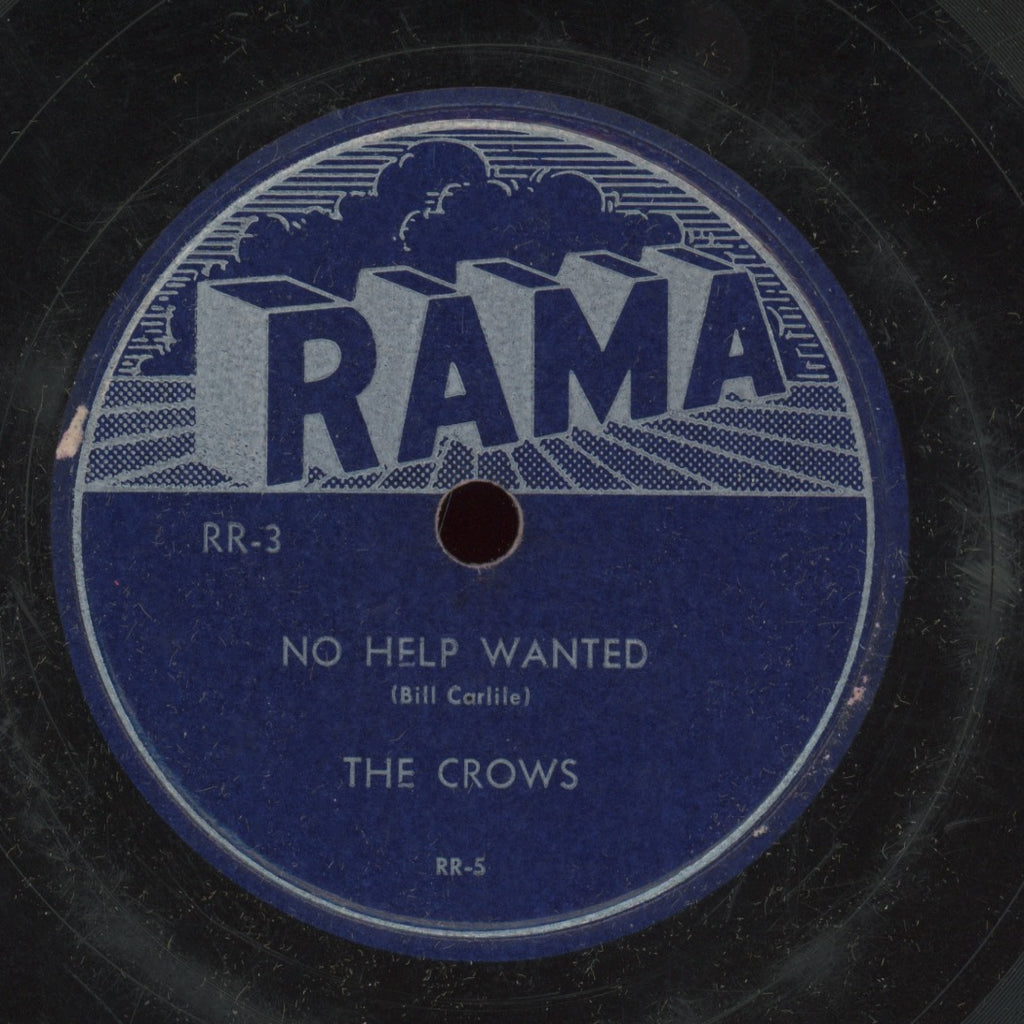 RAMA
RR-3
NO HELP WANTED
(Bill Carlile)
THE CROWS
RR-5